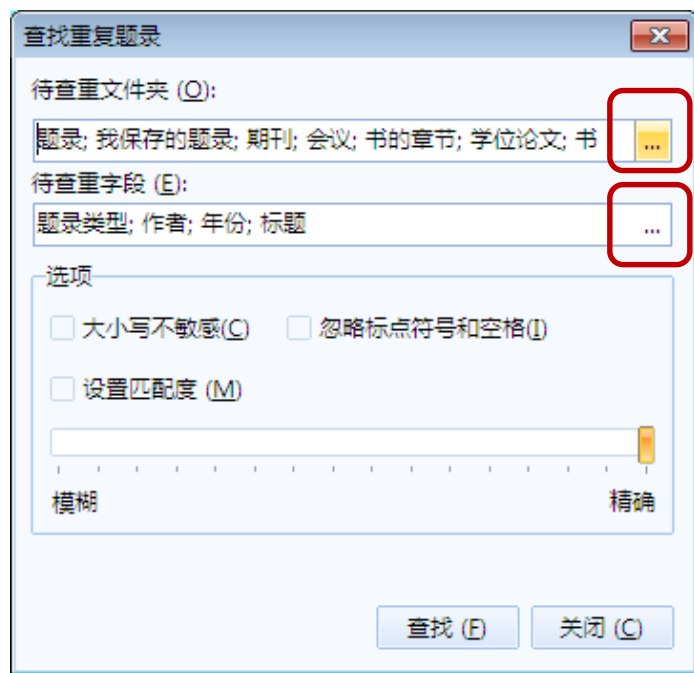 查找重复题录
待查重文件夹 (O):
题录; 我保存的题录; 期刊; 会议; 书的章节; 学位论文; 书 ...
待查重字段 (E):
题录类型; 作者; 年份; 标题 ...
选项
大小写不敏感(C) 忽略标点符号和空格(I)
设置匹配度 (M)
模糊 精确
查找 (F) 关闭 (C)